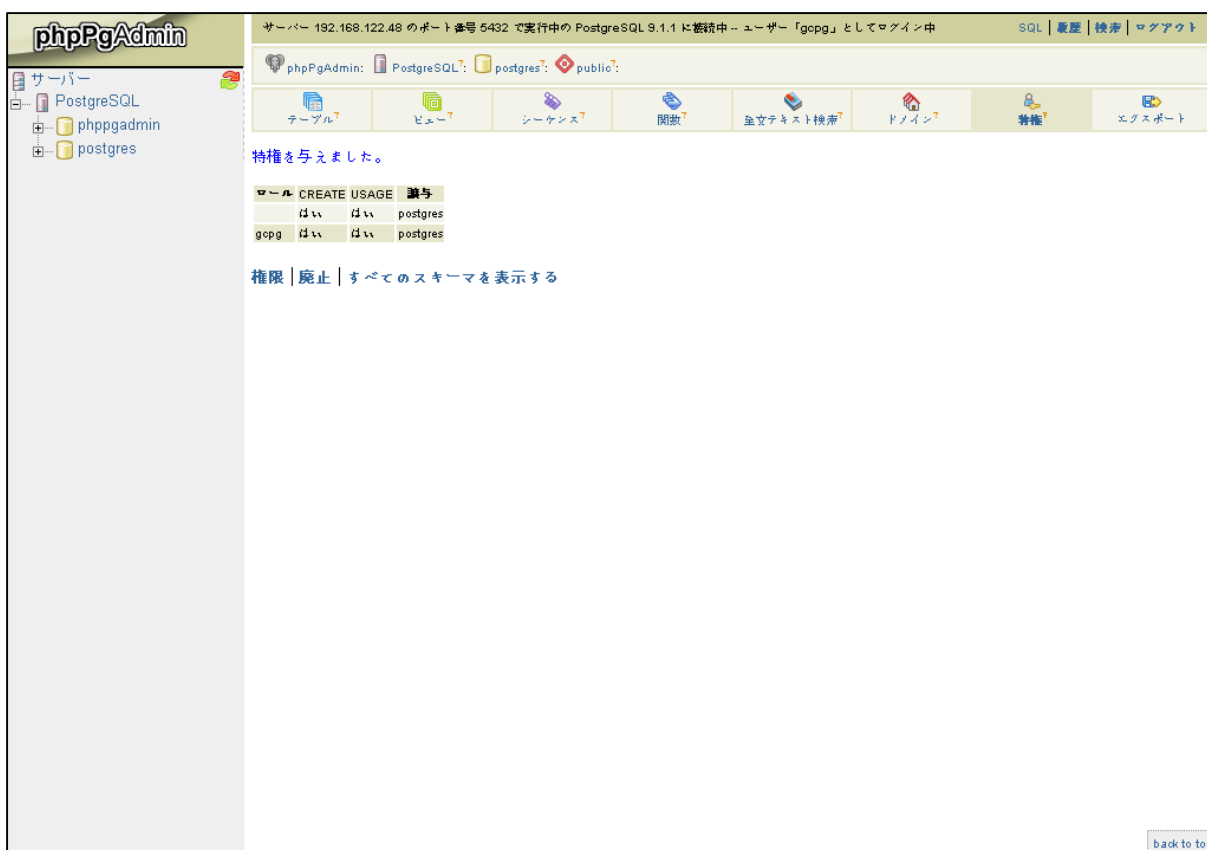 phpPgAdmin
サーバー
PostgreSQL
phppgadmin
postgres
サーバー 192.168.122.48 のポート番号 5432 で実行中の PostgreSQL 9.1.1 に接続中 -- ユーザー「gcpg」としてログイン中
SQL | 履歴 | 検索 | ログアウト
phpPgAdmin: PostgreSQL?: postgres?: public?:
テーブル? ビュー? シーケンス? 関数? 全文テキスト検索? ドメイン? 特権? エクスポート
特権を与えました。
ロール CREATE USAGE 譲与
はい はい postgres
gcpg はい はい postgres
権限 | 廃止 | すべてのスキーマを表示する
back to to